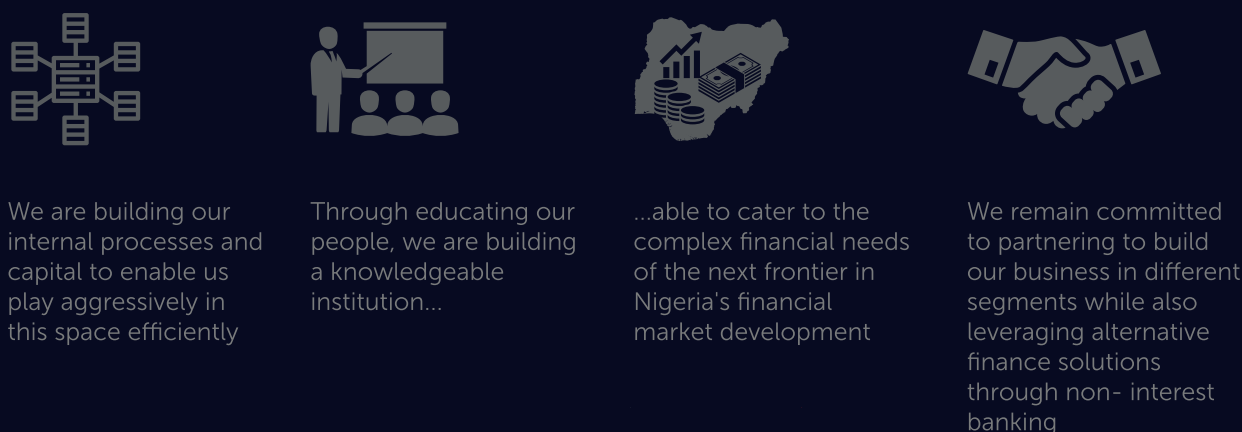 We are building our
internal processes and
capital to enable us
play aggressively in
this space efficiently
Through educating our
people, we are building
a knowledgeable
institution...
...able to cater to the
complex financial needs
of the next frontier in
Nigeria's financial
market development
We remain committed
to partnering to build
our business in different
segments while also
leveraging alternative
finance solutions
through non- interest
banking